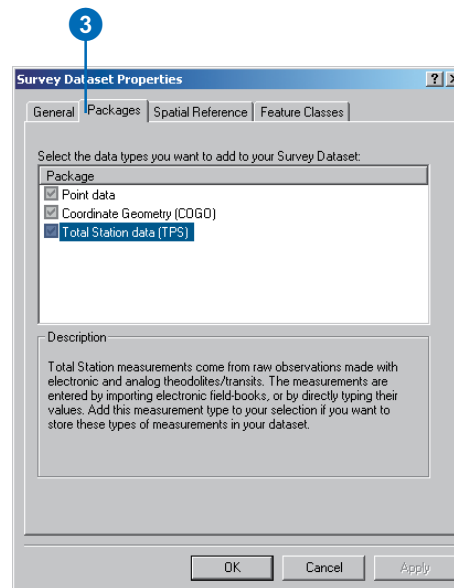 3
Survey Dataset Properties
General Packages Spatial Reference Feature Classes
Select the data types you want to add to your Survey Dataset:
Package
Point data
Coordinate Geometry (COGO)
Total Station data (TPS)
Description
Total Station measurements come from raw observations made with
electronic and analog theodolites/transits. The measurements are
entered by importing electronic field-books, or by directly typing their
values. Add this measurement type to your selection if you want to
store these types of measurements in your dataset.
OK Cancel Apply